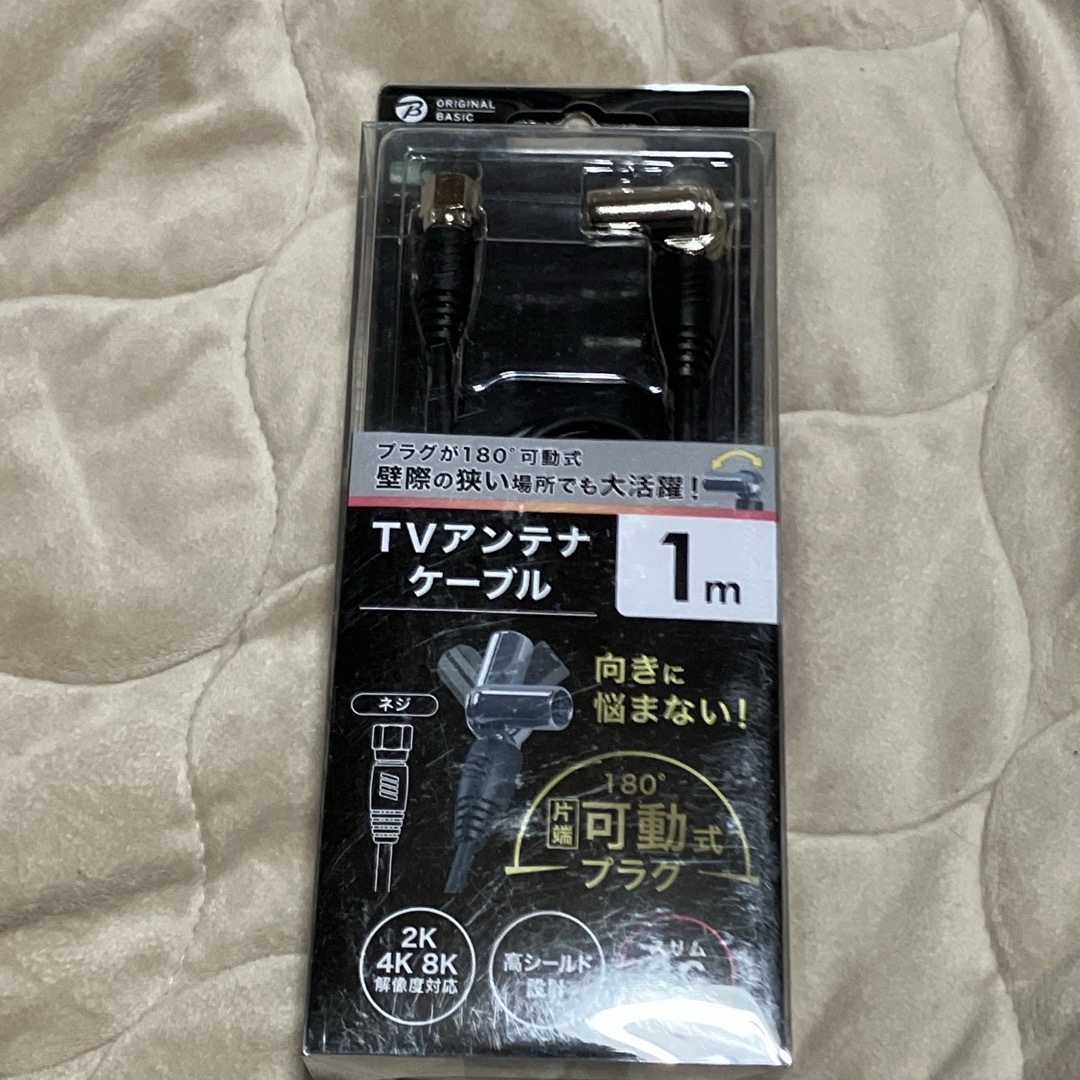 ORIGINAL
BASIC
プラグが180°可動式
壁際の狭い場所でも大活躍!
TVアンテナ
ケーブル
1m
向きに
悩まない!
ネジ
180°
片端
可動式
プラグ
2K
4K 8K
解像度対応
高シールド
設計
スリム